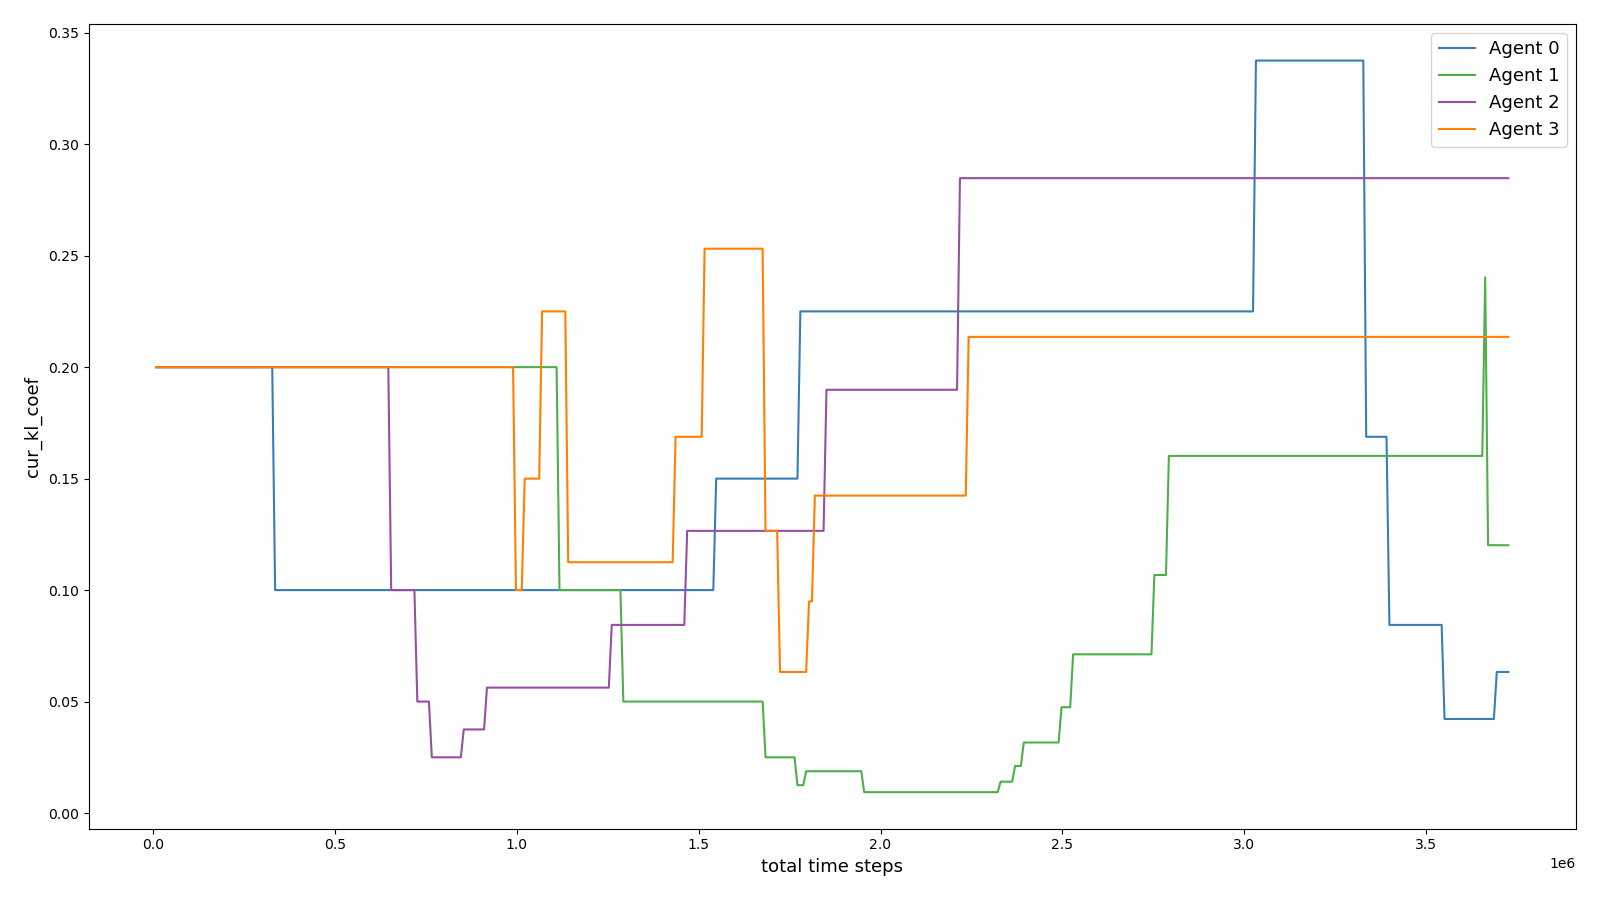 0.35
0.30
0.25
0.20
0.15
0.10
0.05
0.00
cur_kl_coef
Agent 0
Agent 1
Agent 2
Agent 3
0.0 0.5 1.0 1.5 2.0 2.5 3.0 3.5
1e6
total time steps